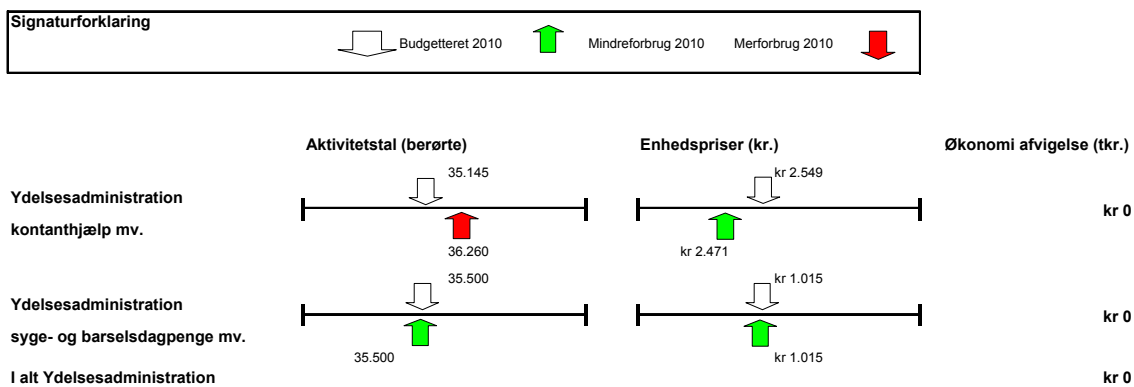 Signaturforklaring
Budgetteret 2010 Mindreforbrug 2010 Merforbrug 2010
Aktivitetstal (berørte) Enhedspriser (kr.) Økonomi afvigelse (tkr.)
35.145 kr 2.549
Ydelsesadministration
kontanthjælp mv.
kr 0
36.260 kr 2.471
35.500 kr 1.015
Ydelsesadministration
syge- og barselsdagpenge mv.
kr 0
35.500 kr 1.015
I alt Ydelsesadministration kr 0